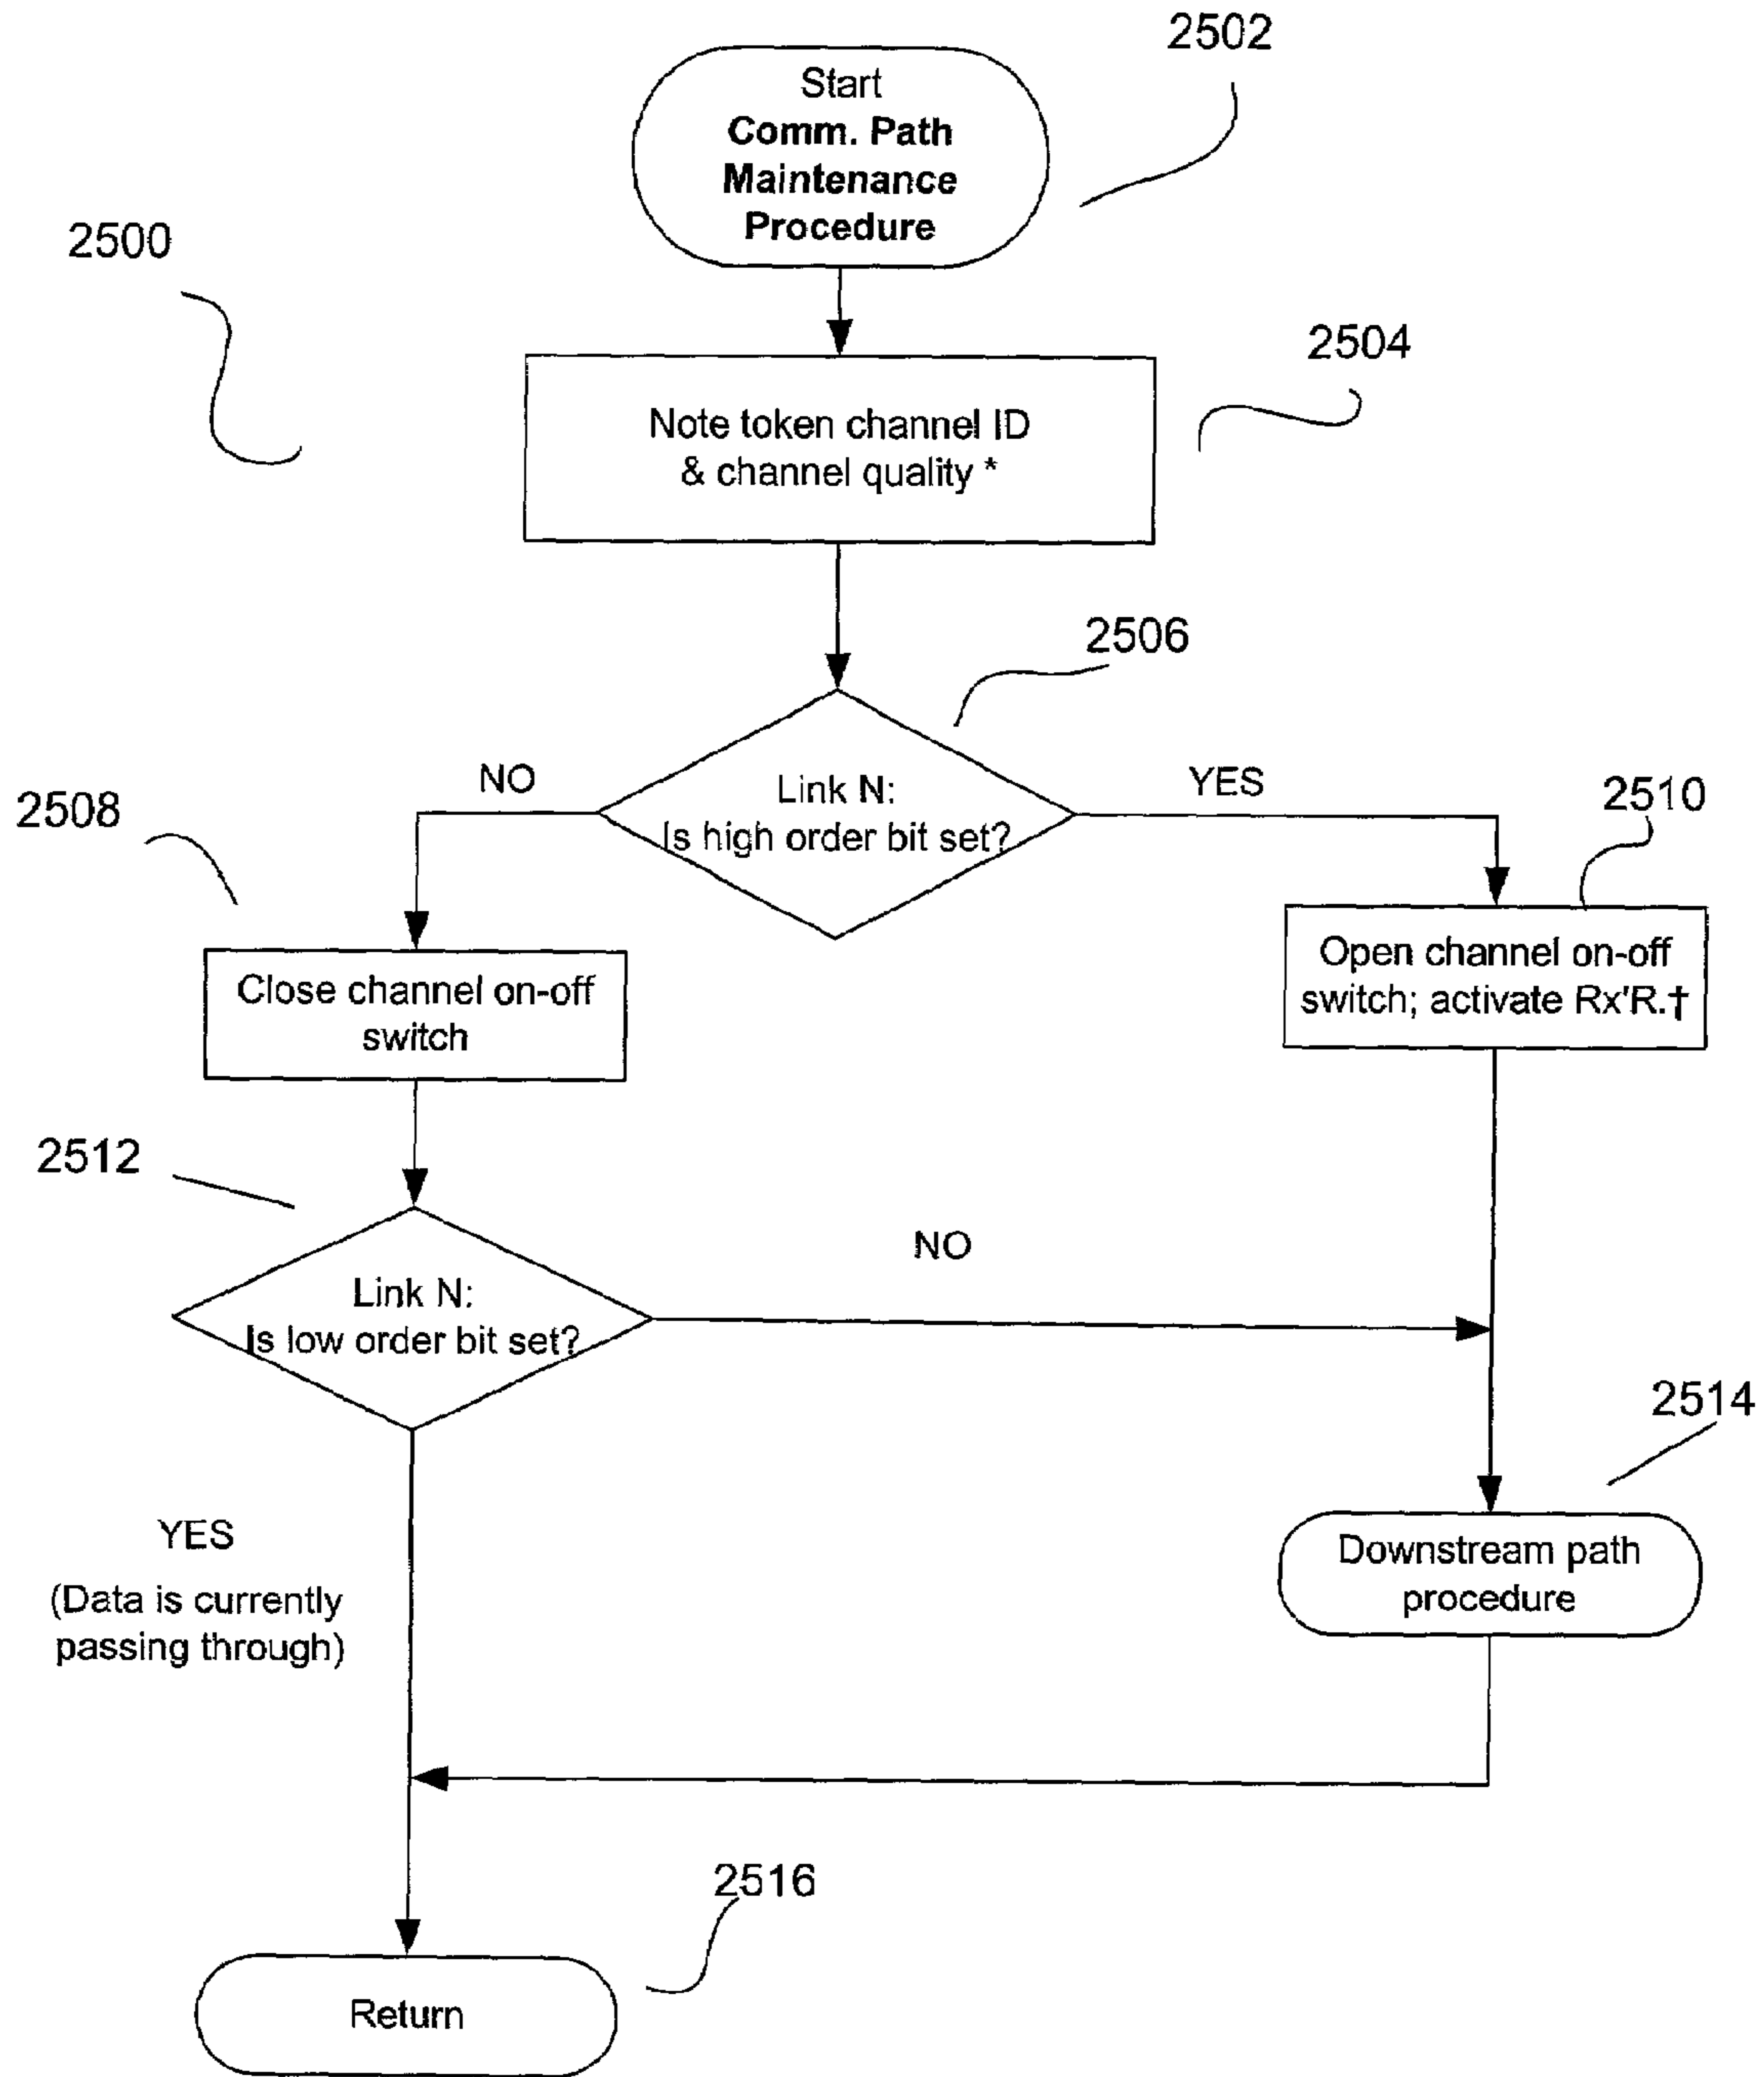 2502
Start
Comm. Path
Maintenance
Procedure
2500
2504
Note token channel ID
& channel quality *
2506
NO
YES
Link N:
Is high order bit set?
2508
2510
Close channel on-off
switch
Open channel on-off
switch; activate Rx'R.†
2512
NO
Link N:
Is low order bit set?
2514
YES
(Data is currently
passing through)
Downstream path
procedure
2516
Return